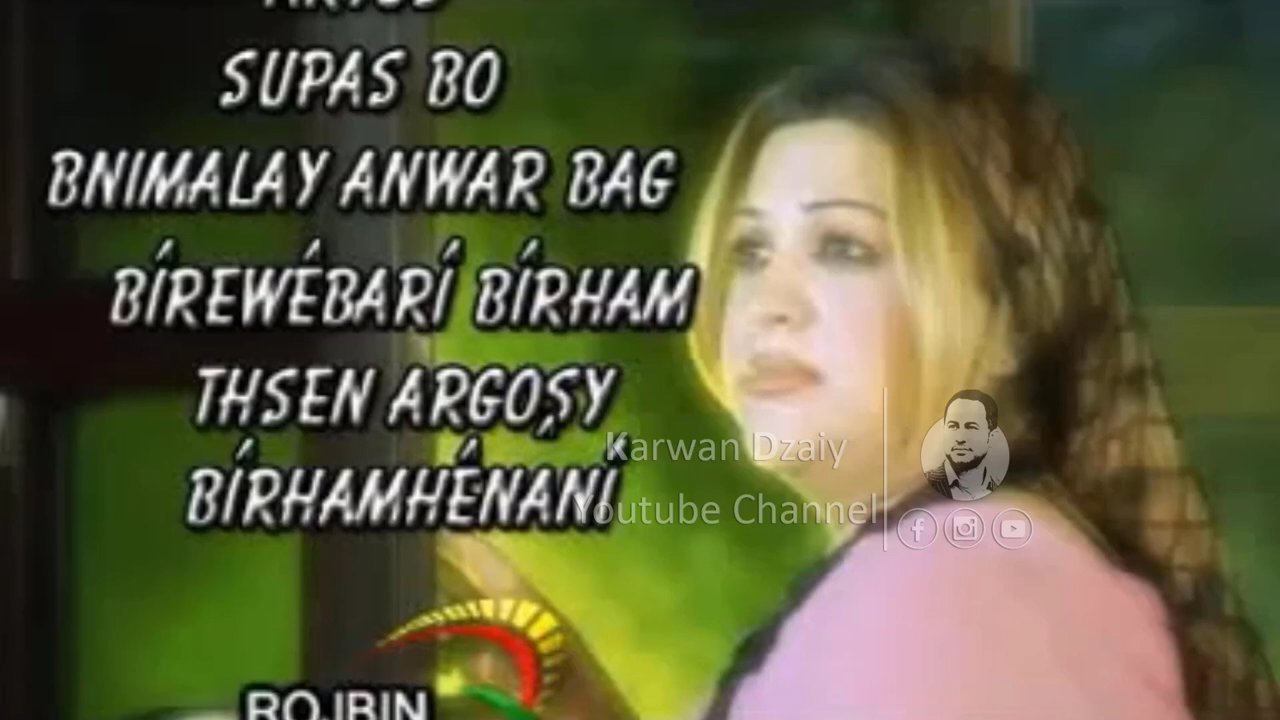 SUPAS BO
BNIMALAY ANWAR BAG
BÍREWÉBARÍ BÍRHAM
THSEN ARGOŞY
BÍRHAMHÉNANÍ
Karwan Dzaiy
Youtube Channel
ROJBIN